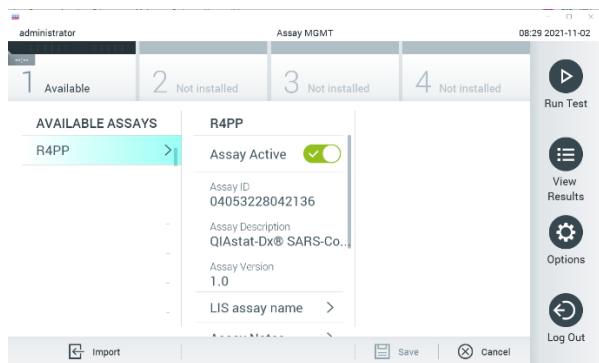 administrator
Assay MGMT
08:29 2021-11-02
--:--
1 Available
2 Not installed
3 Not installed
4 Not installed
Run Test
AVAILABLE ASSAYS
R4PP
R4PP
Assay Active
Assay ID
04053228042136
Assay Description
QIAstat-Dx® SARS-Co...
Assay Version
1.0
LIS assay name
Assay Notes
View
Results
Options
Log Out
Import
Save
Cancel